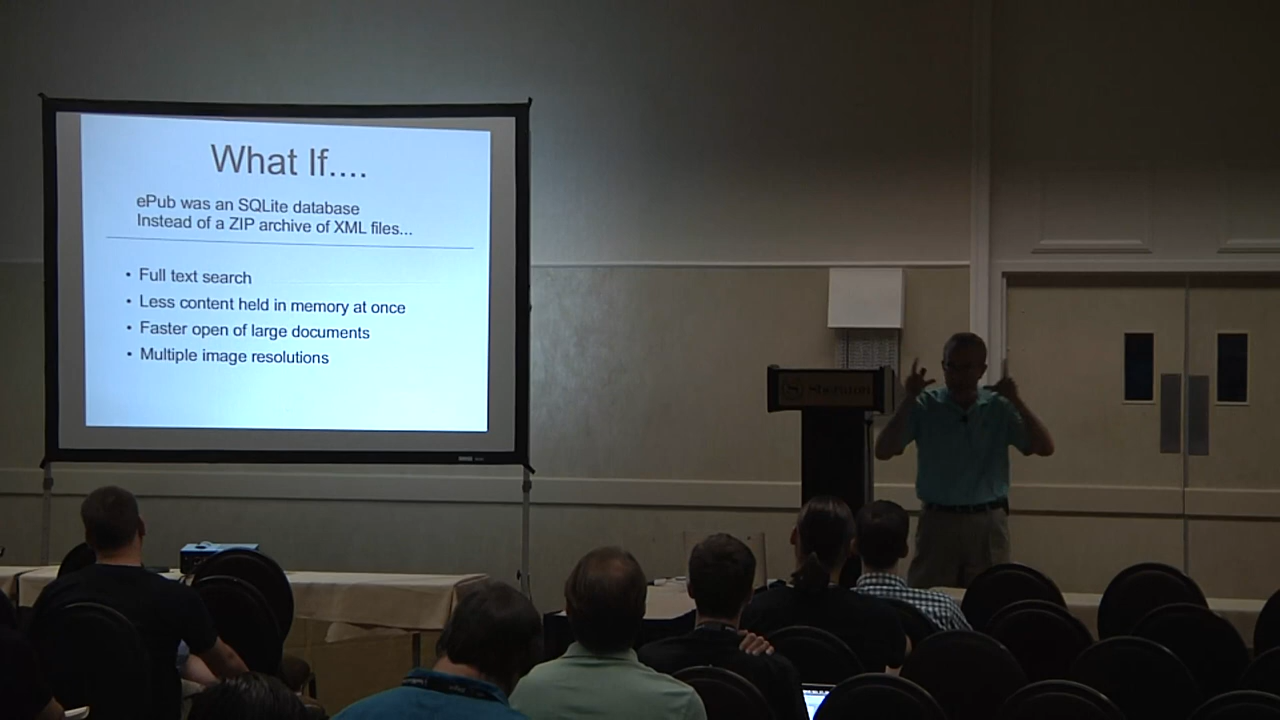 What If....
ePub was an SQLite database
Instead of a ZIP archive of XML files...
• Full text search
• Less content held in memory at once
• Faster open of large documents
• Multiple image resolutions
Sheraton